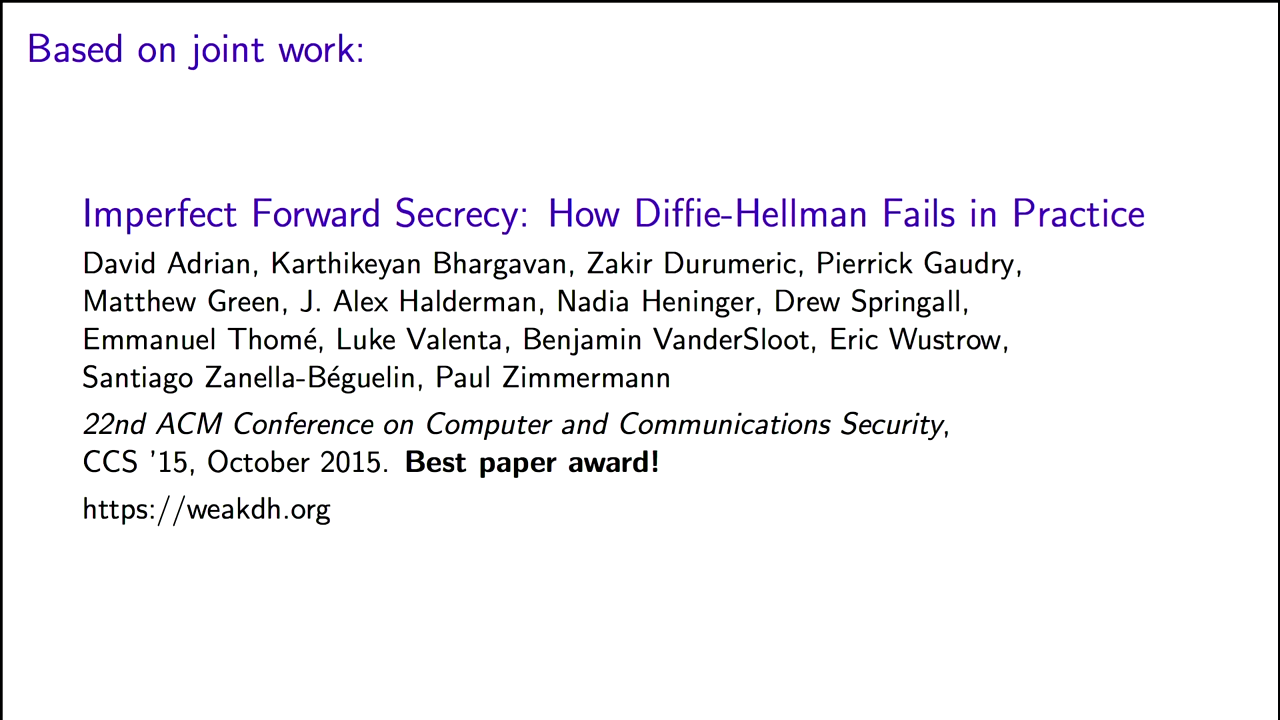 Based on joint work:
Imperfect Forward Secrecy: How Diffie-Hellman Fails in Practice
David Adrian, Karthikeyan Bhargavan, Zakir Durumeric, Pierrick Gaudry,
Matthew Green, J. Alex Halderman, Nadia Heninger, Drew Springall,
Emmanuel Thomé, Luke Valenta, Benjamin VanderSloot, Eric Wustrow,
Santiago Zanella-Béguelin, Paul Zimmermann
22nd ACM Conference on Computer and Communications Security,
CCS ’15, October 2015. Best paper award!
https://weakdh.org